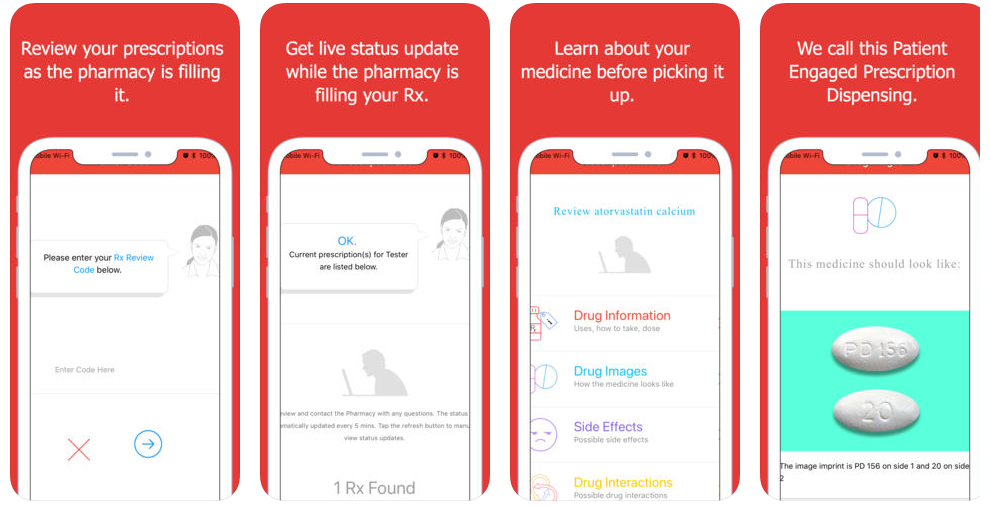 Review your prescriptions
as the pharmacy is filling
it.
obile Wi-Fi
100%
Please enter your Rx Review
Code below.
Enter Code Here
Get live status update
while the pharmacy is
filling your Rx.
obile Wi-Fi
100%
OK.
Current prescription(s) for Tester
are listed below.
view and contact the Pharmacy with any questions. The status
matically updated every 5 mins. Tap the refresh button to manu
view status updates.
1 Rx Found
Learn about your
medicine before picking it
up.
obile Wi-Fi
100%
Review atorvastatin calcium
Drug Information
Uses, how to take, dose
Drug Images
How the medicine looks like
Side Effects
Possible side effects
Drug Interactions
Possible drug interactions
We call this Patient
Engaged Prescription
Dispensing.
obile Wi-Fi
100%
This medicine should look like:
PD 156
20
The image imprint is PD 156 on side 1 and 20 on side
2